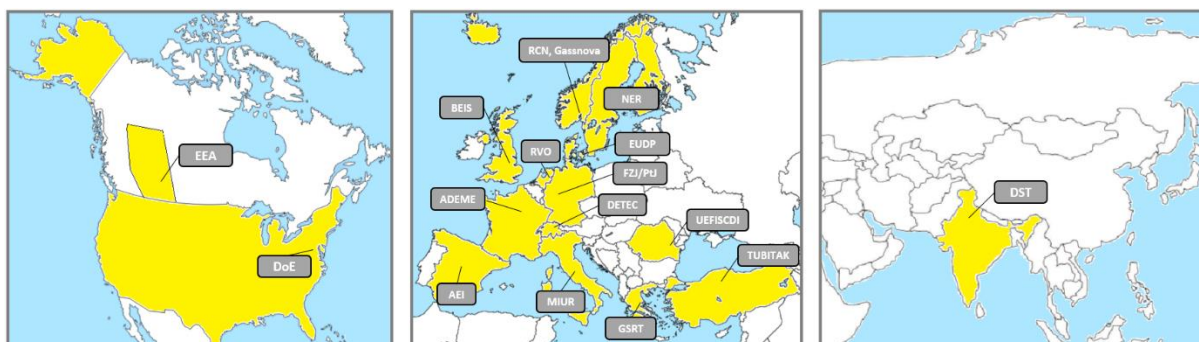 EEA
DoE
RCN, Gassnova
NER
BEIS
RVO
EUDP
FZJ/PtJ
ADEME
DETEC
UEFISCDI
TUBITAK
AEI
MIUR
GSRT
DST